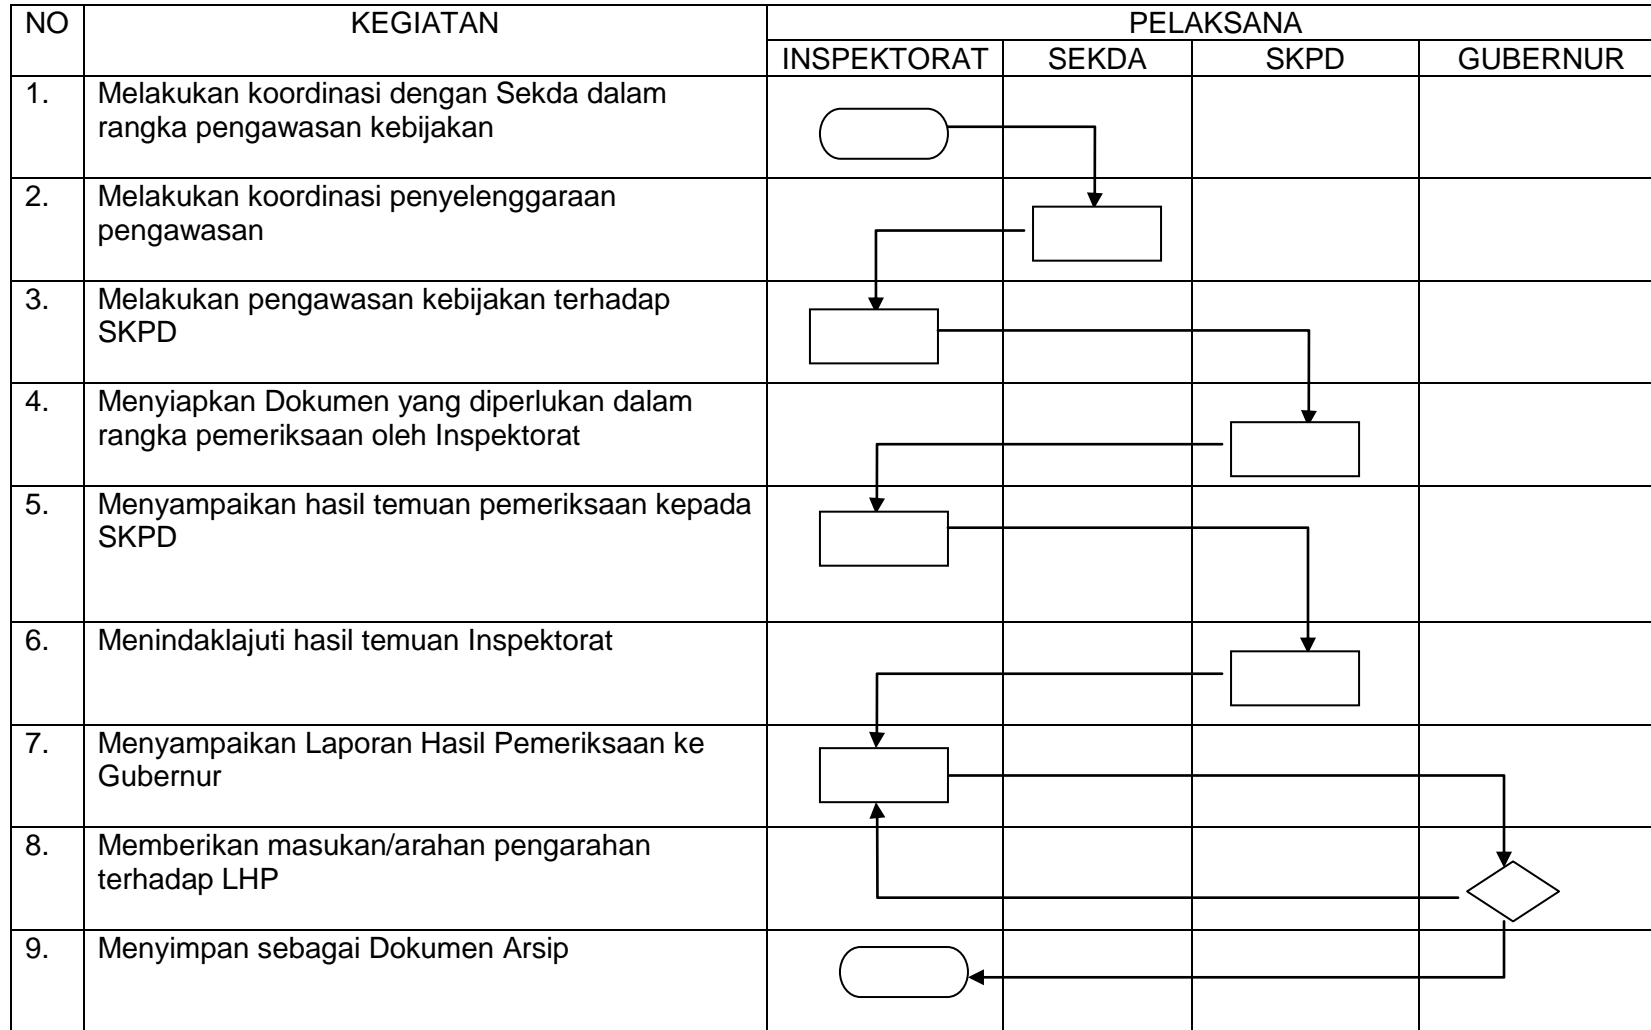 NO KEGIATAN PELAKSANA
INSPEKTORAT SEKDA SKPD GUBERNUR
1. Melakukan koordinasi dengan Sekda dalam
rangka pengawasan kebijakan
2. Melakukan koordinasi penyelenggaraan
pengawasan
3. Melakukan pengawasan kebijakan terhadap
SKPD
4. Menyiapkan Dokumen yang diperlukan dalam
rangka pemeriksaan oleh Inspektorat
5. Menyampaikan hasil temuan pemeriksaan kepada
SKPD
6. Menindaklajuti hasil temuan Inspektorat
7. Menyampaikan Laporan Hasil Pemeriksaan ke
Gubernur
8. Memberikan masukan/arahan pengarahan
terhadap LHP
9. Menyimpan sebagai Dokumen Arsip